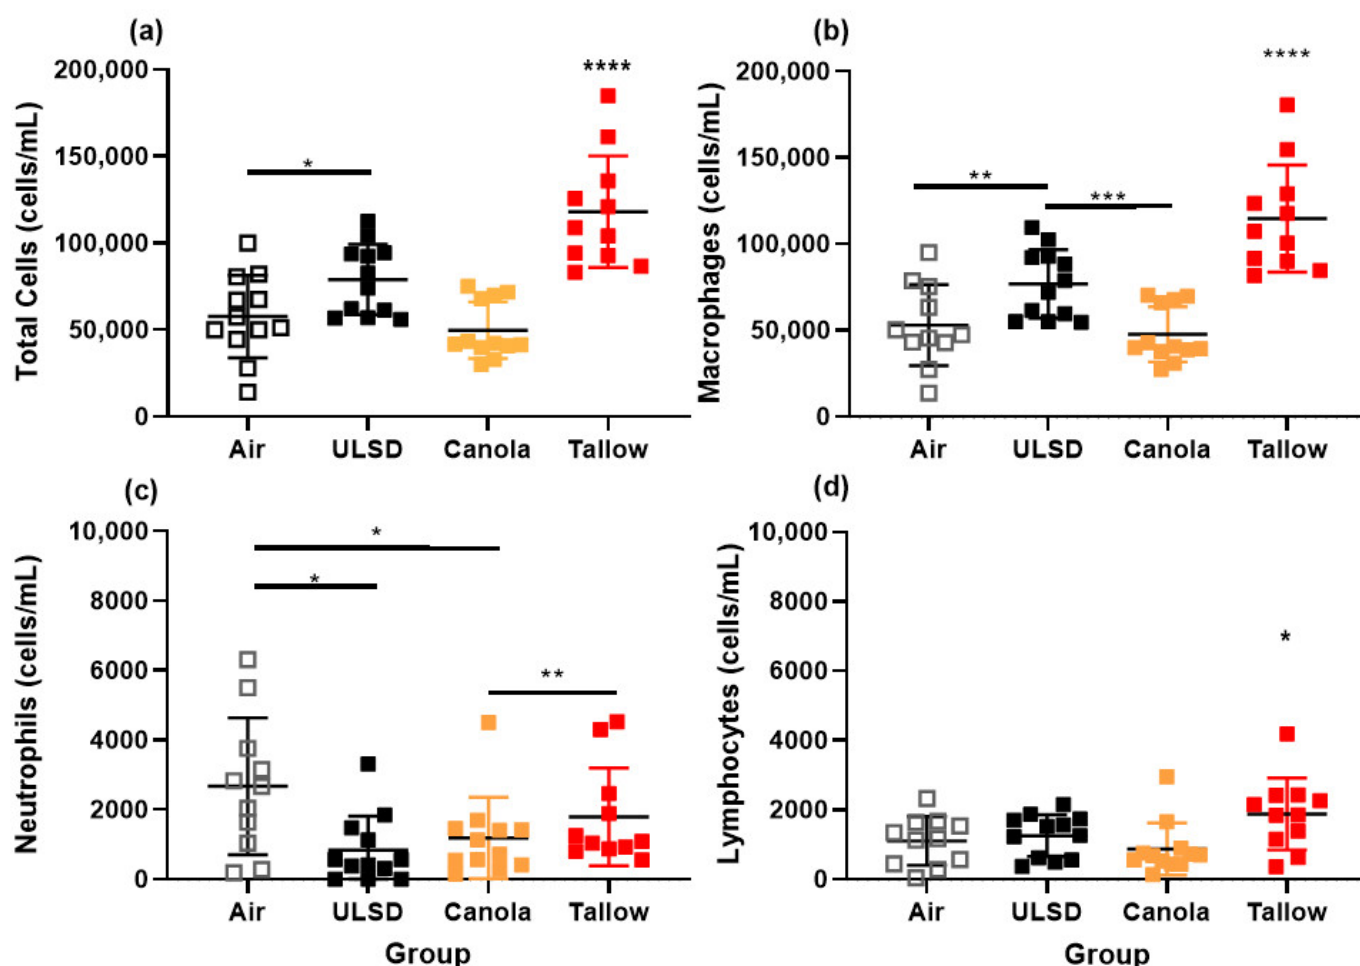 (a)
Total Cells (cells/mL)
200,000
150,000
100,000
50,000
0
****
*
Air ULSD Canola Tallow
(b)
Macrophages (cells/mL)
200,000
150,000
100,000
50,000
0
****
**
***
Air ULSD Canola Tallow
(c)
Neutrophils (cells/mL)
10,000
8000
6000
4000
2000
0
*
*
**
Air ULSD Canola Tallow
Group
(d)
Lymphocytes (cells/mL)
10,000
8000
6000
4000
2000
0
*
Air ULSD Canola Tallow
Group